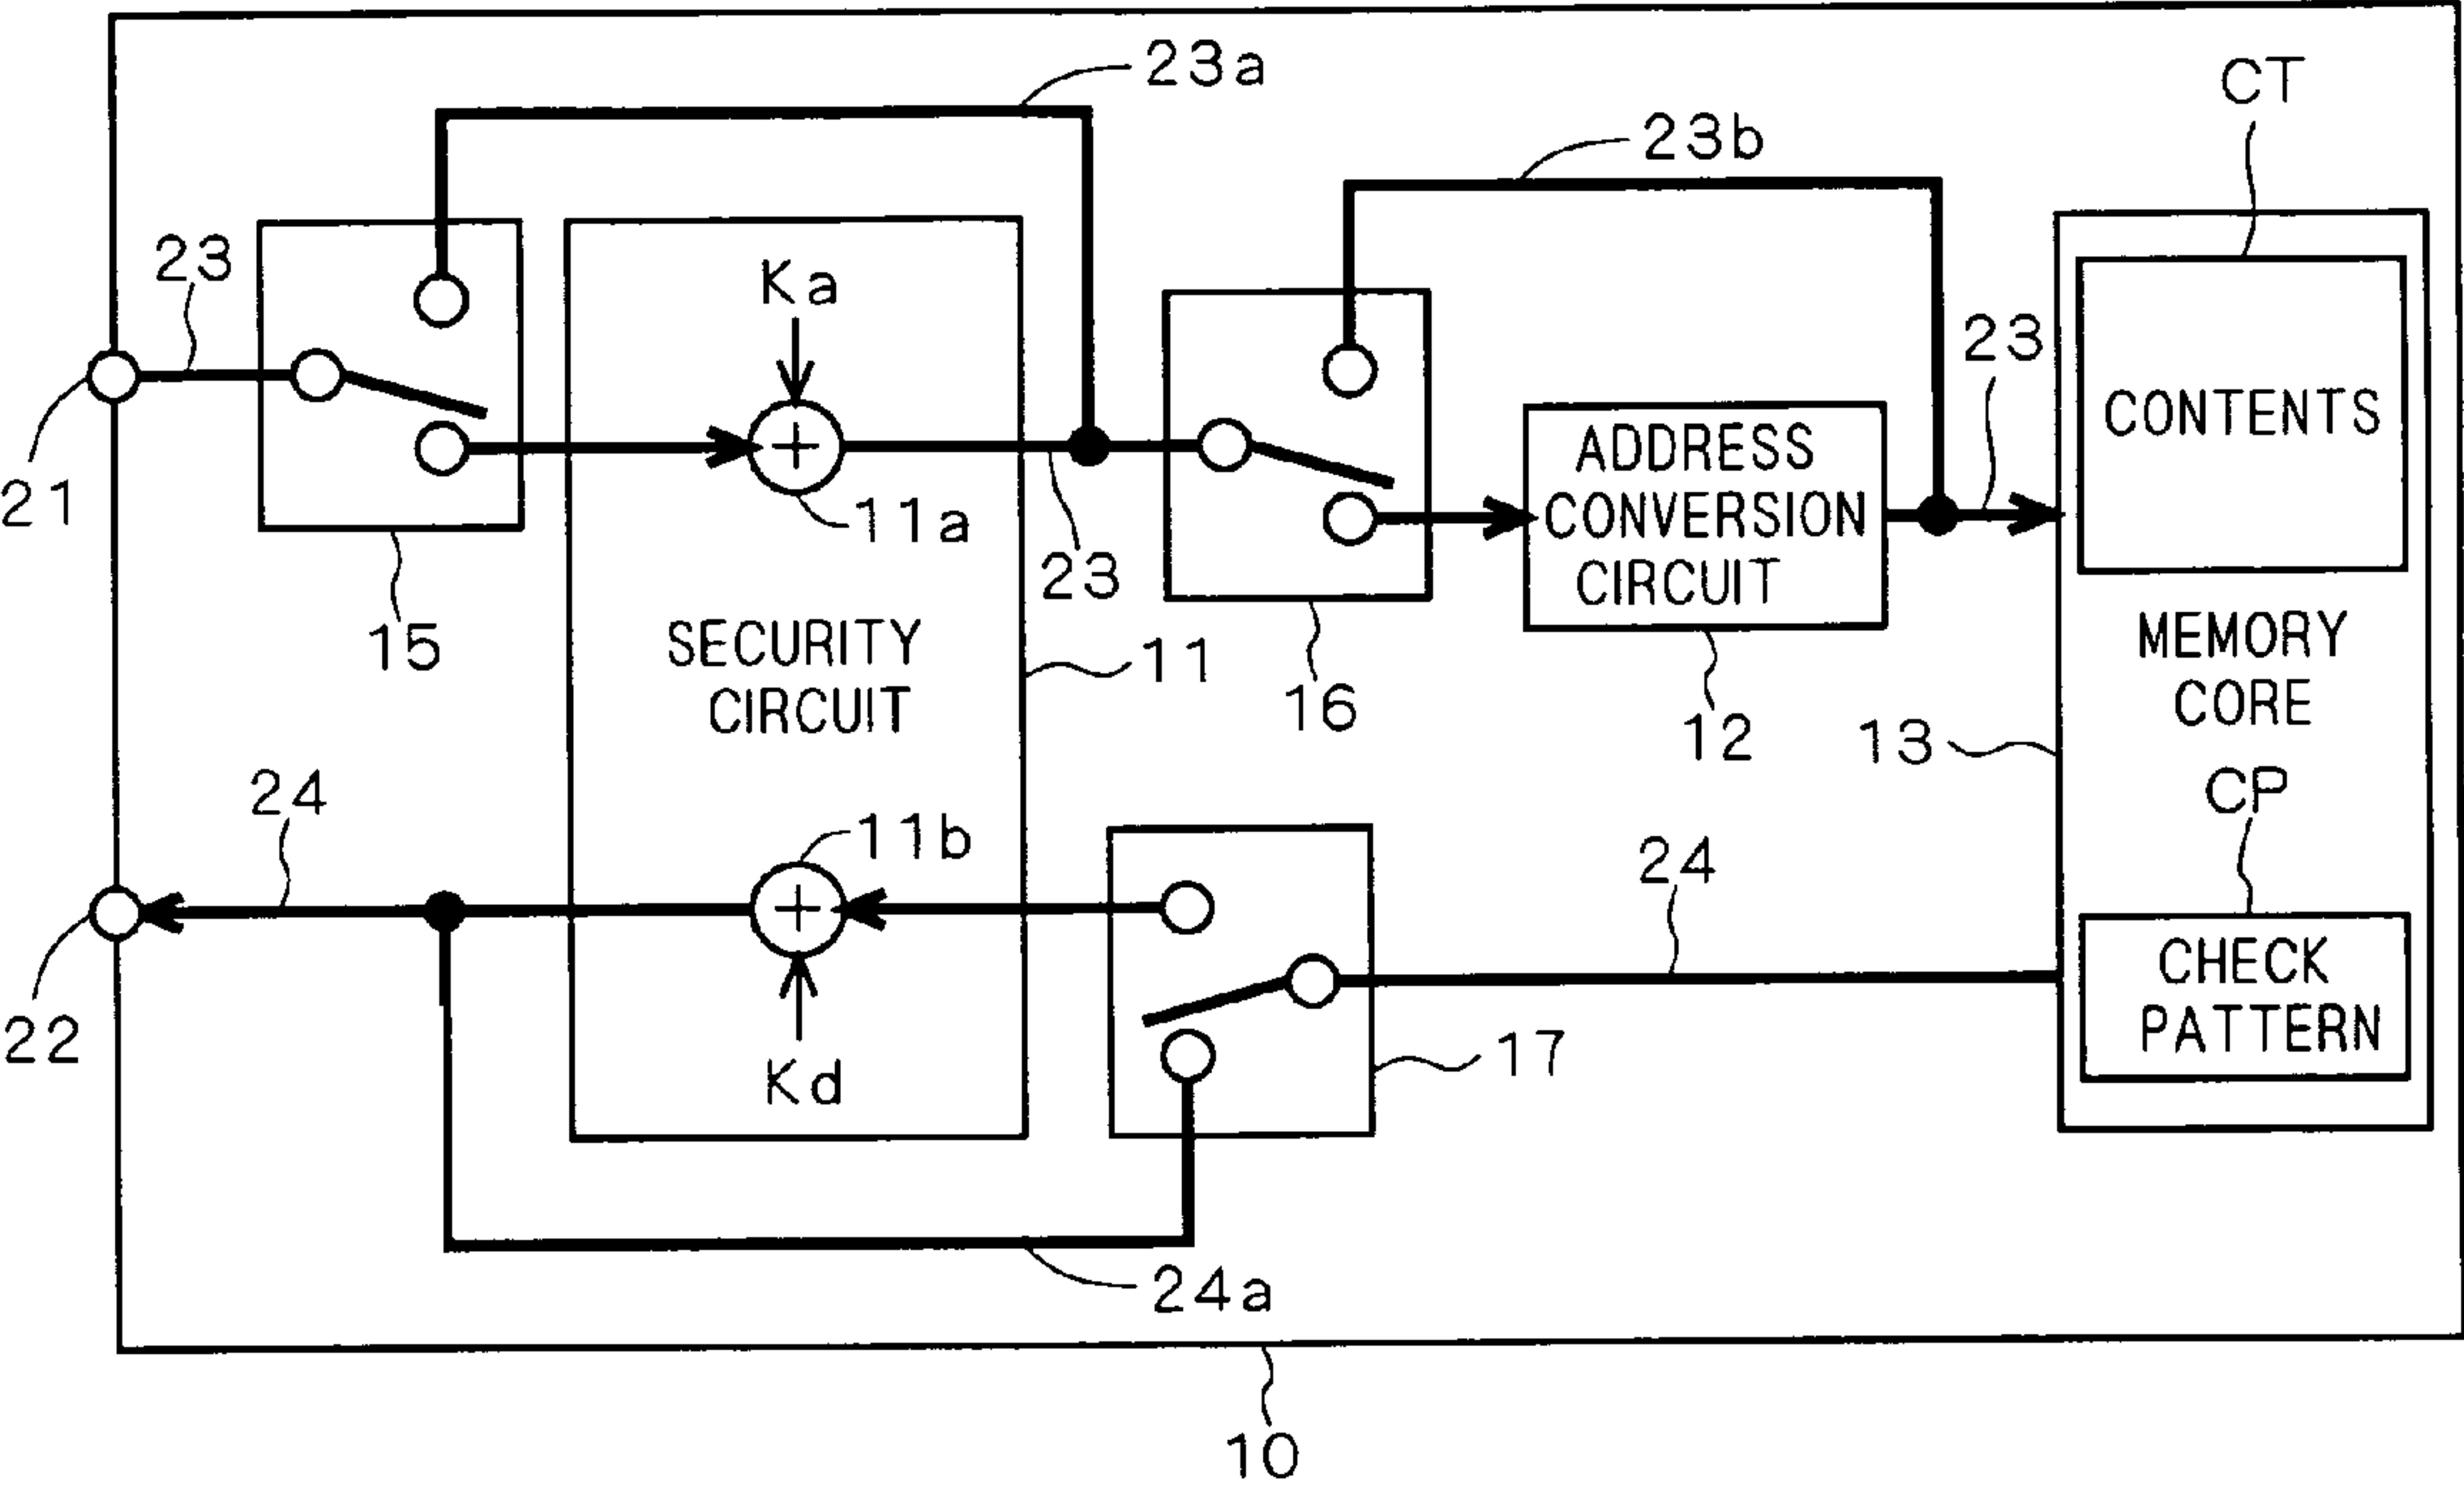 23a
CT
23b
23
Ka
23
CONTENTS
ADDRESS
CONVERSION
CIRCUIT
21
11a
23
15
SECURITY
CIRCUIT
11
16
12
MEMORY
CORE
13
24
CP
11b
24
CHECK
PATTERN
22
Kd
17
24a
10